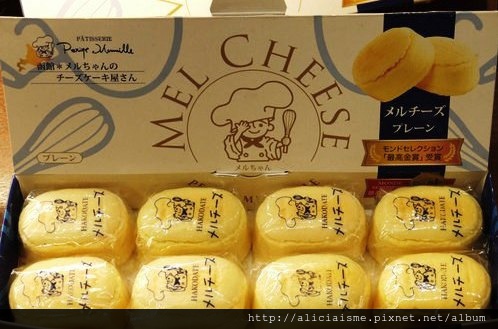 PÂTISSERIE
函館*メルちゃんの
チーズケーキ屋さん
MEL CHEESE
プレーン
メルちゃん
メルチーズ
プレーン
モンドセレクション
「最高金賞」受賞
メルチーズ
HAKODATE
メルチーズ
HAKODATE
メルチーズ
HAKODATE
メルチーズ
HAKODATE
メルチーズ
HAKODATE
メルチーズ
HAKODATE
メルチーズ
HAKODATE
メルチーズ
HAKODATE
http://aliciaisme.pixnet.net/album